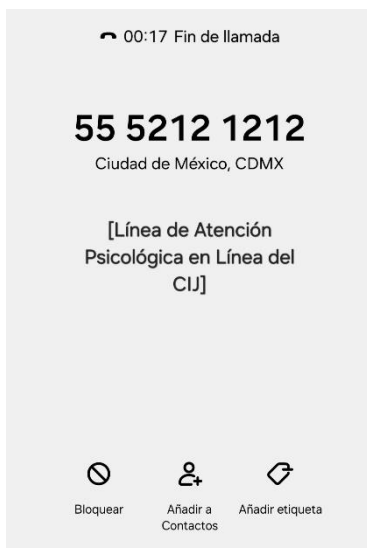 00:17 Fin de llamada
55 5212 1212
Ciudad de México, CDMX
[Línea de Atención
Psicológica en Línea del
CIJ]
Bloquear
Añadir a
Contactos
Añadir etiqueta